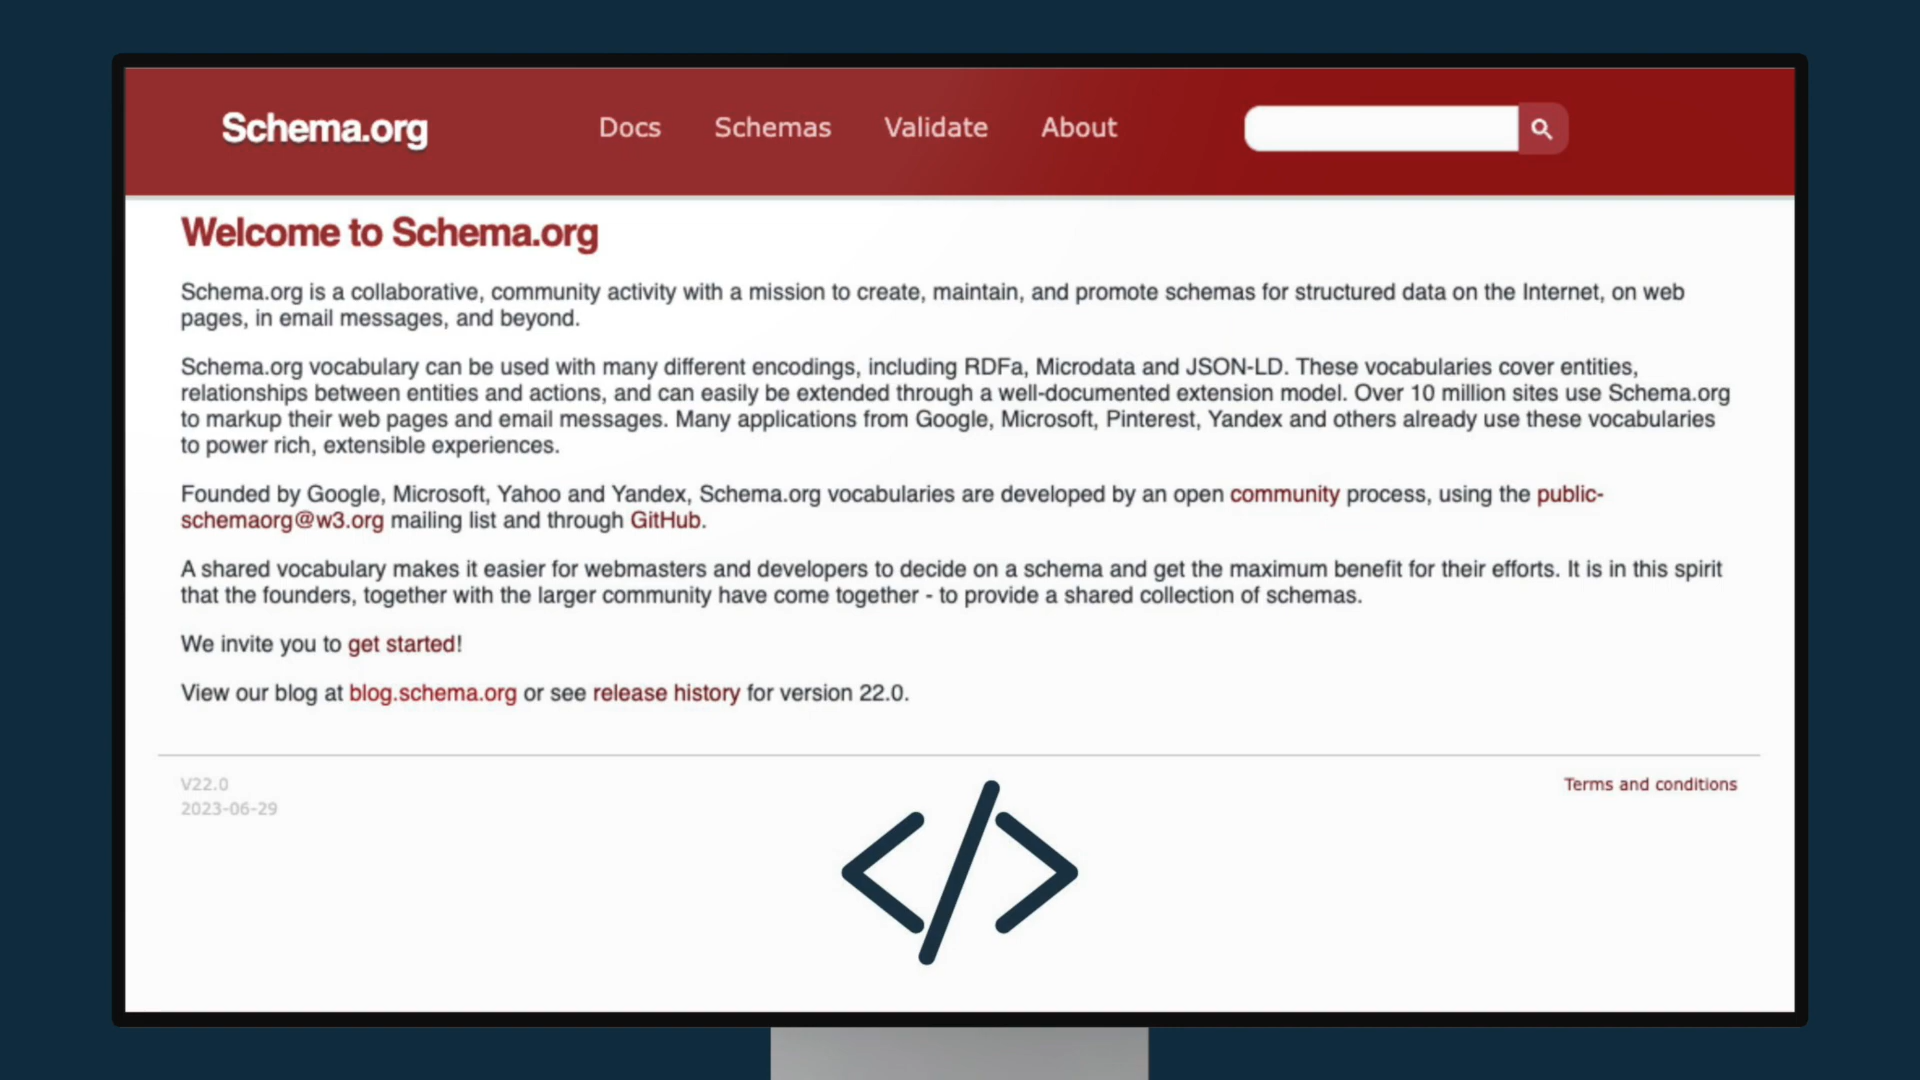 Schema.org
Docs
Schemas
Validate
About
Welcome to Schema.org
Schema.org is a collaborative, community activity with a mission to create, maintain, and promote schemas for structured data on the Internet, on web
pages, in email messages, and beyond.
Schema.org vocabulary can be used with many different encodings, including RDFa, Microdata and JSON-LD. These vocabularies cover entities,
relationships between entities and actions, and can easily be extended through a well-documented extension model. Over 10 million sites use Schema.org
to markup their web pages and email messages. Many applications from Google, Microsoft, Pinterest, Yandex and others already use these vocabularies
to power rich, extensible experiences.
Founded by Google, Microsoft, Yahoo and Yandex, Schema.org vocabularies are developed by an open community process, using the public-
schemaorg@w3.org mailing list and through GitHub.
A shared vocabulary makes it easier for webmasters and developers to decide on a schema and get the maximum benefit for their efforts. It is in this spirit
that the founders, together with the larger community have come together - to provide a shared collection of schemas.
We invite you to get started!
View our blog at blog.schema.org or see release history for version 22.0.
V22.0
2023-06-29
Terms and conditions
</>